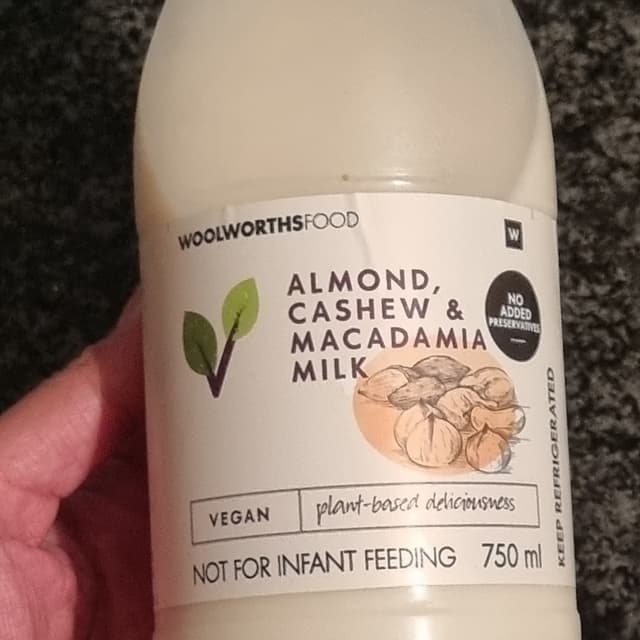 WOOLWORTHSFOOD
W
ALMOND,
CASHEW &
MACADAMIA
MILK
NO
ADDED
PRESERVATIVES
VEGAN
plant-based deliciousness
NOT FOR INFANT FEEDING
750 ml
KEEP REFRIGERATED